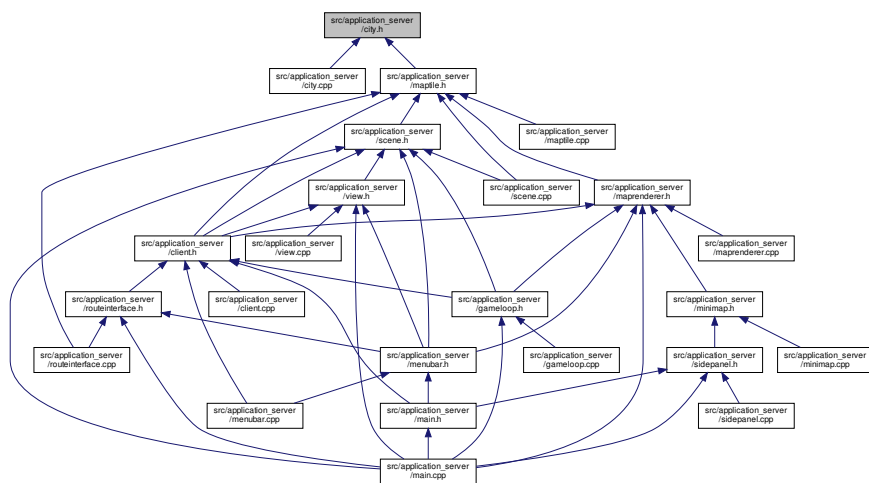 src/application_server
/city.h
src/application_server
/city.cpp
src/application_server
/maptile.h
src/application_server
/scene.h
src/application_server
/maptile.cpp
src/application_server
/view.h
src/application_server
/scene.cpp
src/application_server
/maprenderer.h
src/application_server
/client.h
src/application_server
/view.cpp
src/application_server
/maprenderer.cpp
src/application_server
/routeinterface.h
src/application_server
/client.cpp
src/application_server
/gameloop.h
src/application_server
/minimap.h
src/application_server
/routeinterface.cpp
src/application_server
/menubar.h
src/application_server
/gameloop.cpp
src/application_server
/sidepanel.h
src/application_server
/minimap.cpp
src/application_server
/menubar.cpp
src/application_server
/main.h
src/application_server
/sidepanel.cpp
src/application_server
/main.cpp